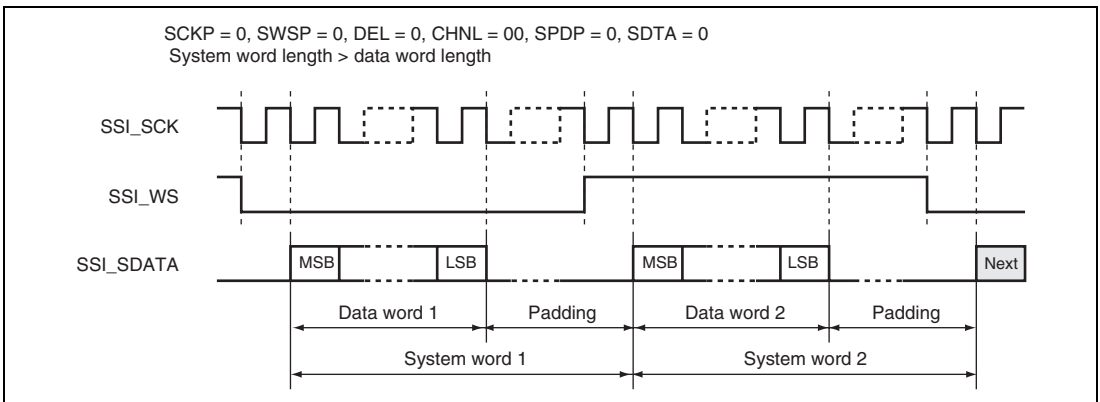 SCKP = 0, SWSP = 0, DEL = 0, CHNL = 00, SPDP = 0, SDTA = 0
System word length > data word length
SSI_SCK
SSI_WS
SSI_SDATA
MSB LSB MSB LSB Next
Data word 1 Padding Data word 2 Padding
System word 1 System word 2